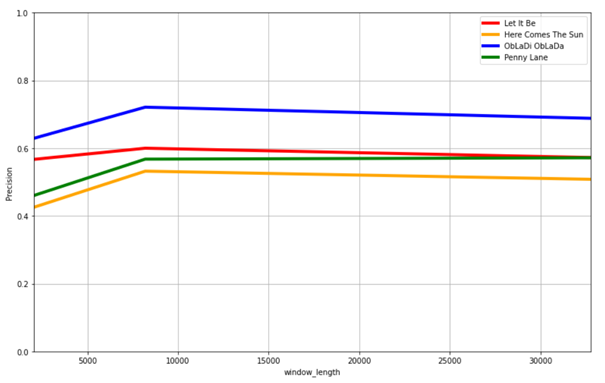 1.0
0.8
0.6
0.4
0.2
0.0
Precision
5000 10000 15000 20000 25000 30000
window_length
Let It Be
Here Comes The Sun
ObLaDi ObLaDa
Penny Lane